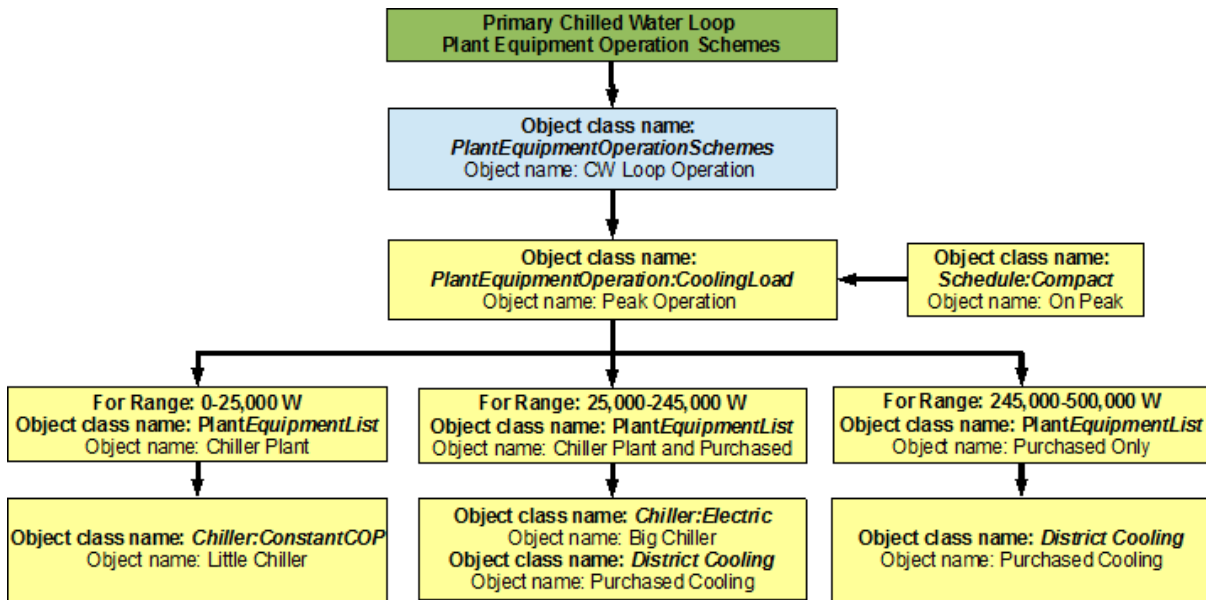 Primary Chilled Water Loop
Plant Equipment Operation Schemes
Object class name:
PlantEquipmentOperationSchemes
Object name: CW Loop Operation
Object class name:
PlantEquipmentOperation:CoolingLoad
Object name: Peak Operation
Object class name:
Schedule:Compact
Object name: On Peak
For Range: 0-25,000 W
Object class name: PlantEquipmentList
Object name: Chiller Plant
For Range: 25,000-245,000 W
Object class name: PlantEquipmentList
Object name: Chiller Plant and Purchased
For Range: 245,000-500,000 W
Object class name: PlantEquipmentList
Object name: Purchased Only
Object class name: Chiller:ConstantCOP
Object name: Little Chiller
Object class name: Chiller:Electric
Object name: Big Chiller
Object class name: District Cooling
Object name: Purchased Cooling
Object class name: District Cooling
Object name: Purchased Cooling